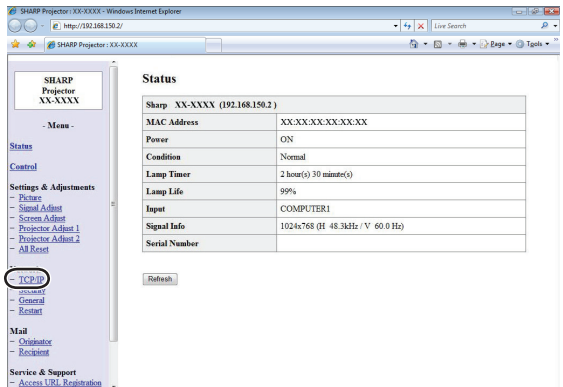 SHARP Projector : XX-XXXX - Windows Internet Explorer
http://192.168.150.2/
Live Search
SHARP Projector : XX-XXXX
Page
Tools
SHARP
Projector
XX-XXXX
- Menu -
Status
Control
Settings & Adjustments
- Picture
- Signal Adjust
- Screen Adjust
- Projector Adjust 1
- Projector Adjust 2
- All Reset
- TCP/IP
- Security
- General
- Restart
Mail
- Originator
- Recipient
Service & Support
- Access URL Registration
Status
Sharp XX-XXXX (192.168.150.2 )
MAC Address XX:XX:XX:XX:XX:XX
Power ON
Condition Normal
Lamp Timer 2 hour(s) 30 minute(s)
Lamp Life 99%
Input COMPUTER1
Signal Info 1024x768 (H 48.3kHz / V 60.0 Hz)
Serial Number
Refresh